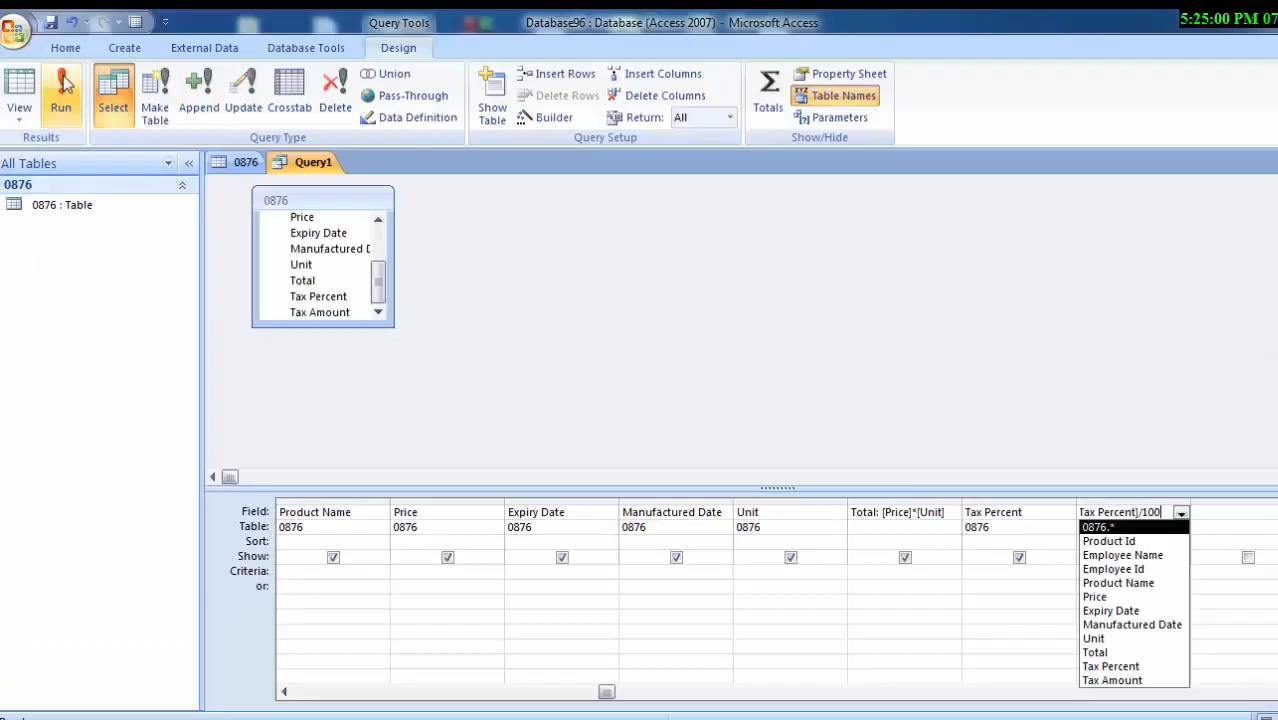 Query Tools
Database96 : Database (Access 2007) - Microsoft Access
5:25:00 PM 07
Home Create External Data Database Tools Design
View
Run
Results
Select
Make Table
Append
Update
Crosstab
Delete
Union
Pass-Through
Data Definition
Query Type
Show Table
Insert Rows
Delete Rows
Builder
Insert Columns
Delete Columns
Return: All
Query Setup
Totals
Property Sheet
Table Names
Parameters
Show/Hide
All Tables
0876
0876 : Table
0876 Query1
0876
Price
Expiry Date
Manufactured D
Unit
Total
Tax Percent
Tax Amount
Field: Product Name Price Expiry Date Manufactured Date Unit Total: [Price]*[Unit] Tax Percent Tax Percent]/100
Table: 0876 0876 0876 0876 0876 0876
Sort:
Show:
Criteria:
or:
0876.*
Product Id
Employee Name
Employee Id
Product Name
Price
Expiry Date
Manufactured Date
Unit
Total
Tax Percent
Tax Amount